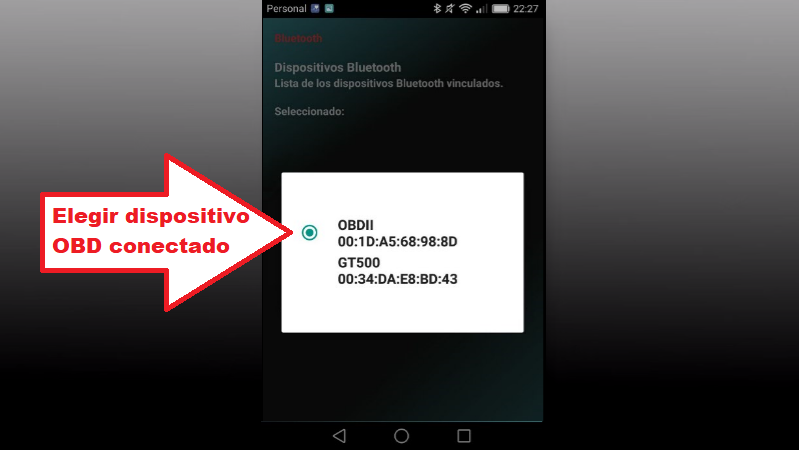 Personal 22:27
Bluetooth
Dispositivos Bluetooth
Lista de los dispositivos Bluetooth vinculados.
Seleccionado:
Elegir dispositivo
OBD conectado
OBDII
00:1D:A5:68:98:8D
GT500
00:34:DA:E8:BD:43